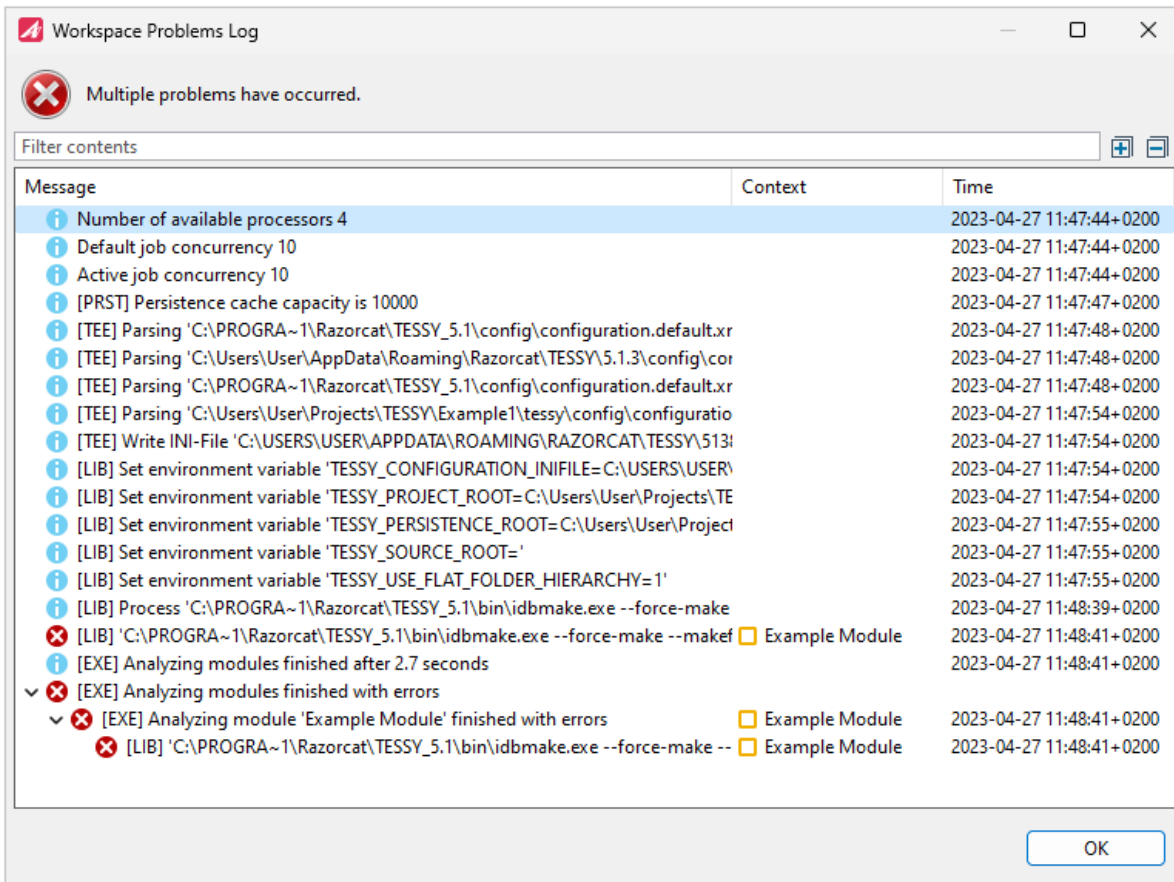 Workspace Problems Log
Multiple problems have occurred.
Filter contents
Message Context Time
Number of available processors 4 2023-04-27 11:47:44+0200
Default job concurrency 10 2023-04-27 11:47:44+0200
Active job concurrency 10 2023-04-27 11:47:44+0200
[PRST] Persistence cache capacity is 10000 2023-04-27 11:47:47+0200
[TEE] Parsing 'C:\PROGRA~1\Razorcat\TESSY_5.1\config\configuration.default.xr 2023-04-27 11:47:48+0200
[TEE] Parsing 'C:\Users\User\AppData\Roaming\Razorcat\TESSY\5.1.3\config\cor 2023-04-27 11:47:48+0200
[TEE] Parsing 'C:\PROGRA~1\Razorcat\TESSY_5.1\config\configuration.default.xr 2023-04-27 11:47:48+0200
[TEE] Parsing 'C:\Users\User\Projects\TESSY\Example1\tessy\config\configuratio 2023-04-27 11:47:54+0200
[TEE] Write INI-File 'C:\USERS\USER\APPDATA\ROAMING\RAZORCAT\TESSY\5138 2023-04-27 11:47:54+0200
[LIB] Set environment variable 'TESSY_CONFIGURATION_INIFILE=C:\USERS\USER\ 2023-04-27 11:47:54+0200
[LIB] Set environment variable 'TESSY_PROJECT_ROOT=C:\Users\User\Projects\TE 2023-04-27 11:47:54+0200
[LIB] Set environment variable 'TESSY_PERSISTENCE_ROOT=C:\Users\User\Project 2023-04-27 11:47:55+0200
[LIB] Set environment variable 'TESSY_SOURCE_ROOT=' 2023-04-27 11:47:55+0200
[LIB] Set environment variable 'TESSY_USE_FLAT_FOLDER_HIERARCHY=1' 2023-04-27 11:47:55+0200
[LIB] Process 'C:\PROGRA~1\Razorcat\TESSY_5.1\bin\idbmake.exe --force-make 2023-04-27 11:48:39+0200
[LIB] 'C:\PROGRA~1\Razorcat\TESSY_5.1\bin\idbmake.exe --force-make --makef Example Module 2023-04-27 11:48:41+0200
[EXE] Analyzing modules finished after 2.7 seconds 2023-04-27 11:48:41+0200
[EXE] Analyzing modules finished with errors
[EXE] Analyzing module 'Example Module' finished with errors Example Module 2023-04-27 11:48:41+0200
[LIB] 'C:\PROGRA~1\Razorcat\TESSY_5.1\bin\idbmake.exe --force-make -- Example Module 2023-04-27 11:48:41+0200
OK